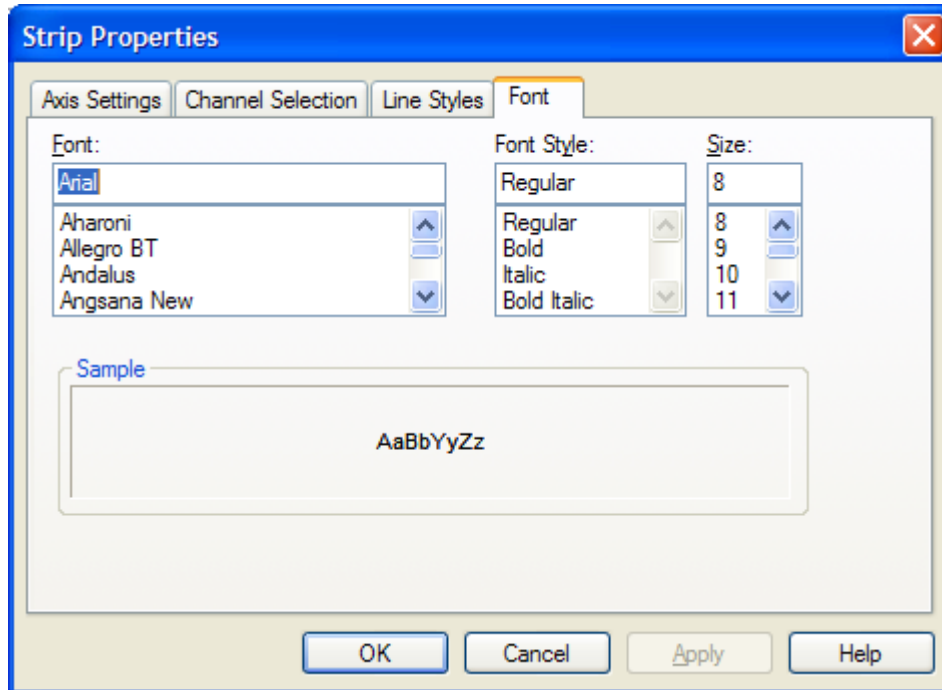 Strip Properties
Axis Settings Channel Selection Line Styles Font
Font: Font Style: Size:
Arial Regular 8
Aharoni Regular 8
Allegro BT Bold 9
Andalus Italic 10
Angsana New Bold Italic 11
Sample
AaBbYyZz
OK Cancel Apply Help